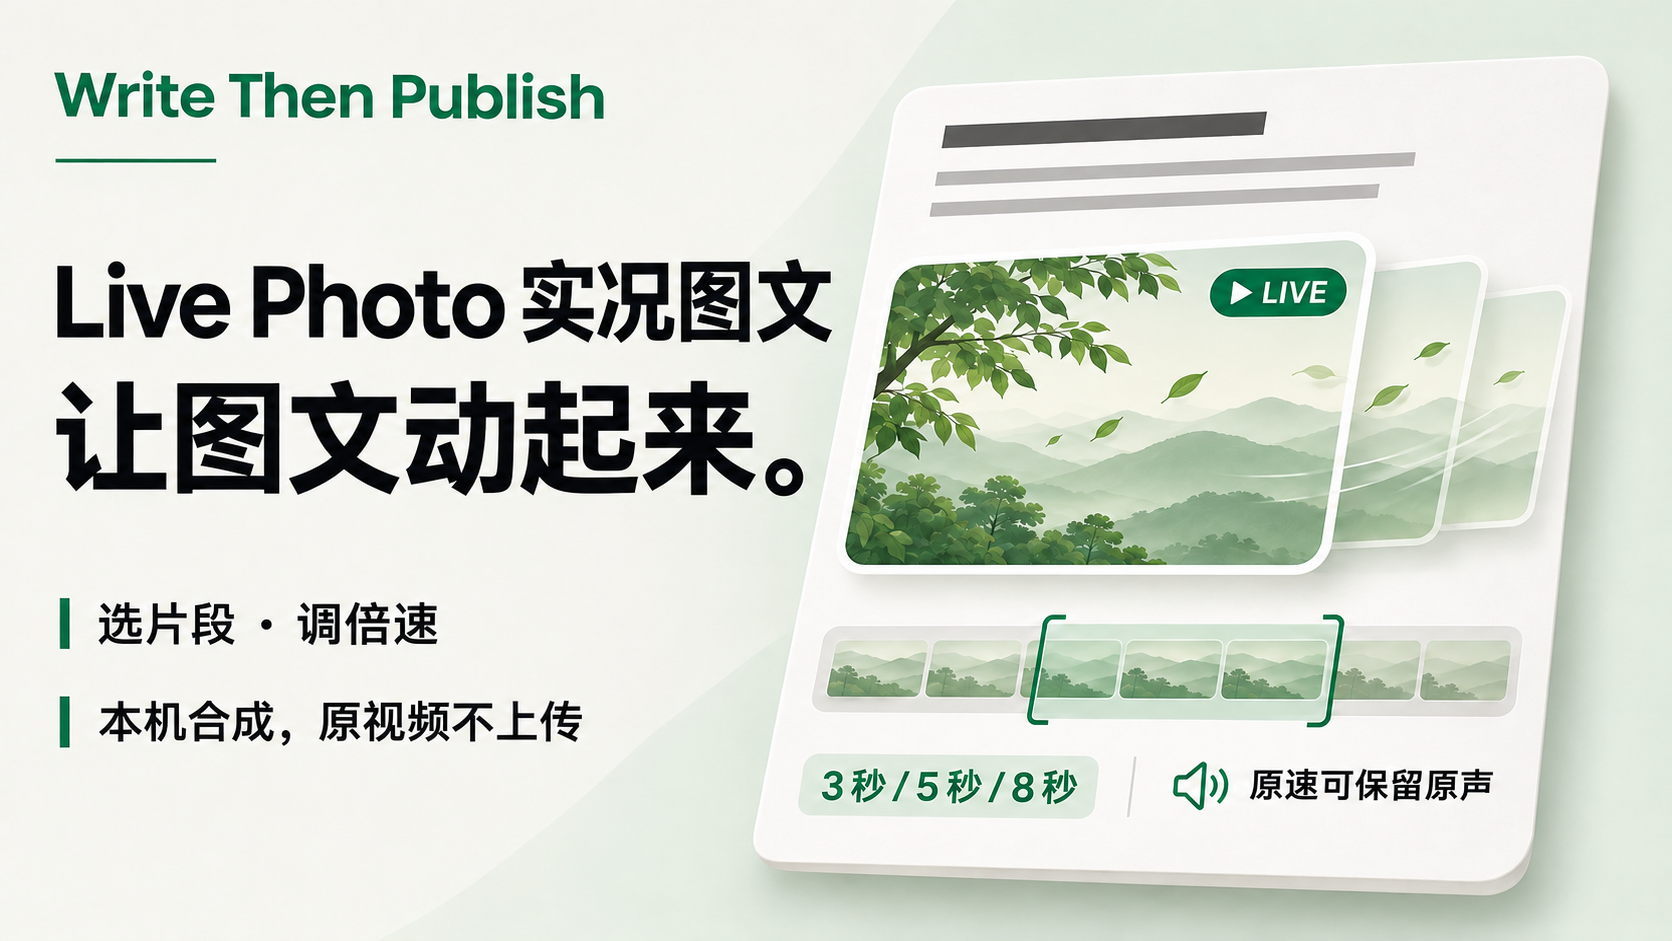 Write Then Publish
Live Photo 实况图文
让图文动起来。
选片段·调倍速
本机合成，原视频不上传
LIVE
3秒/5秒/8秒
原速可保留原声